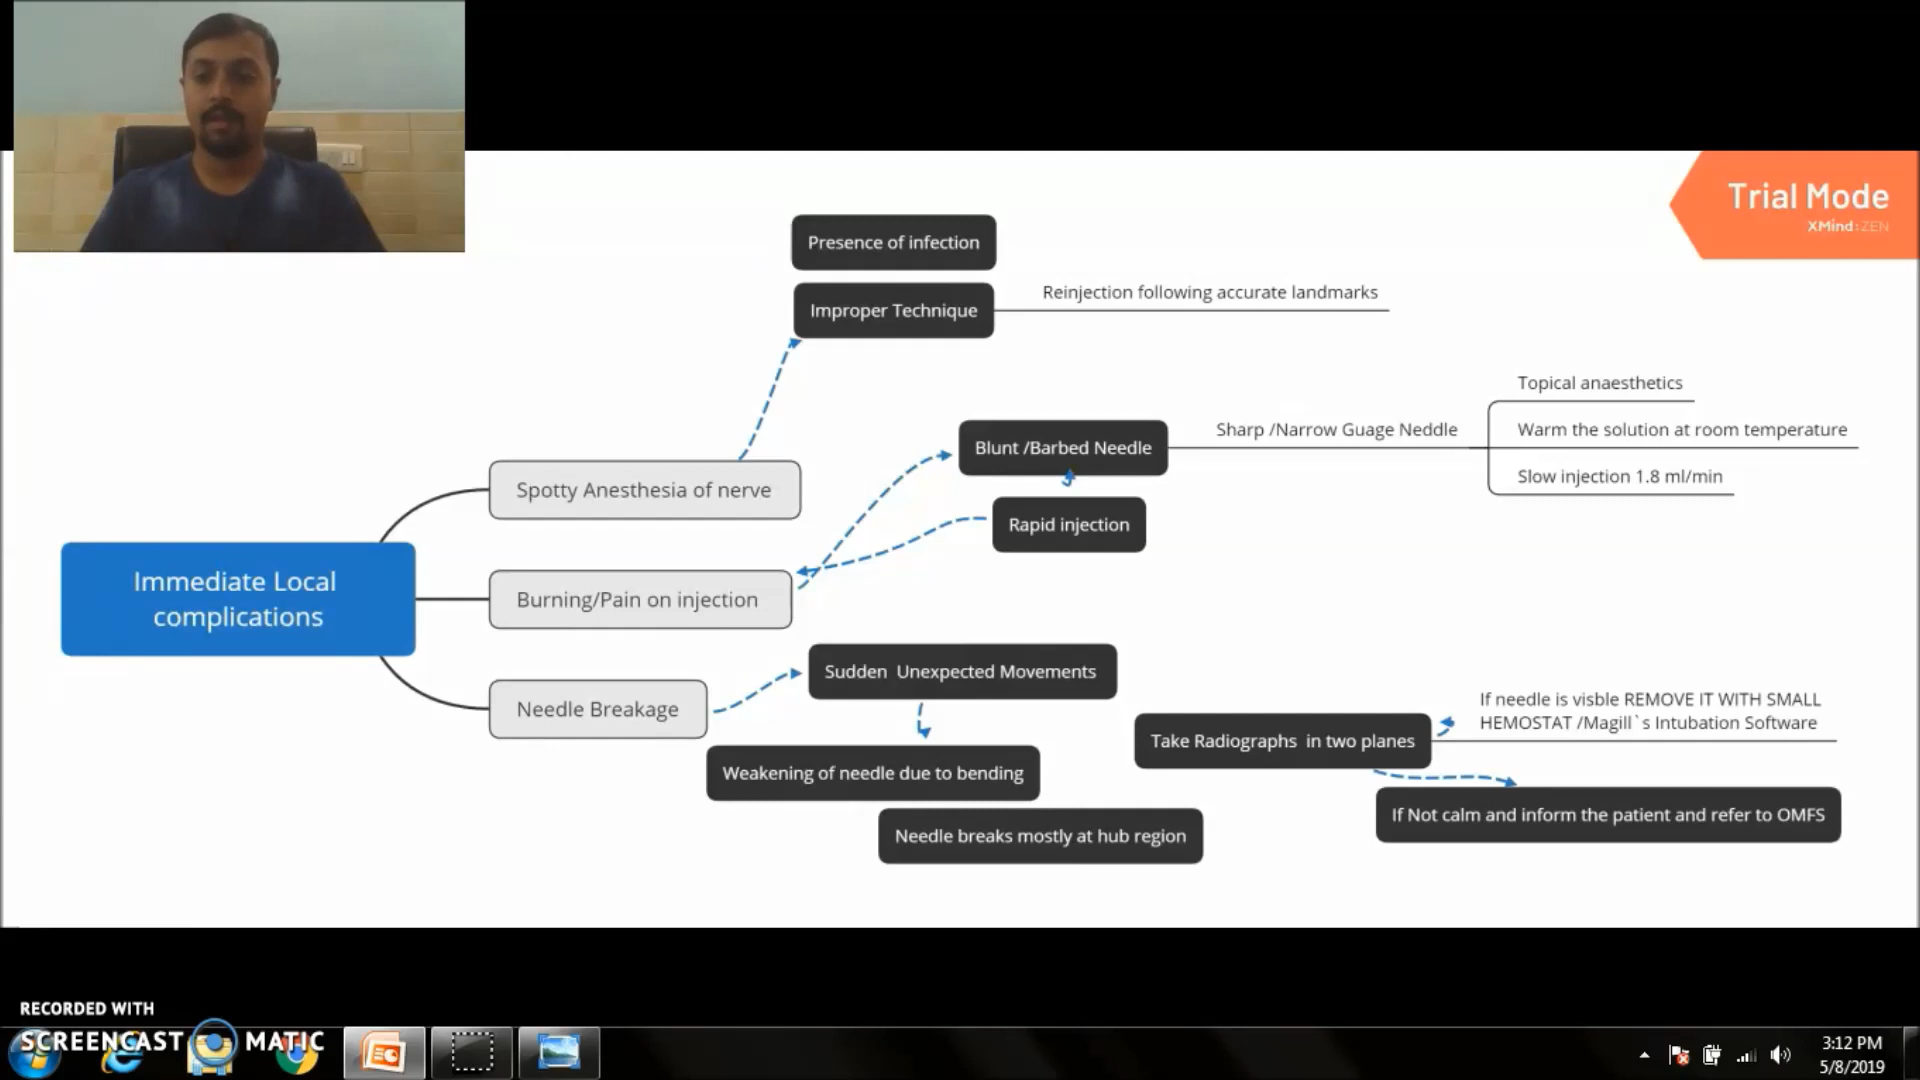 Trial Mode
XMind:ZEN
Presence of infection
Improper Technique
Reinjection following accurate landmarks
Topical anaesthetics
Blunt /Barbed Needle
Sharp /Narrow Guage Neddle
Warm the solution at room temperature
Slow injection 1.8 ml/min
Spotty Anesthesia of nerve
Rapid injection
Immediate Local
complications
Burning/Pain on injection
Sudden Unexpected Movements
Needle Breakage
If needle is visble REMOVE IT WITH SMALL
HEMOSTAT /Magill`s Intubation Software
Take Radiographs in two planes
Weakening of needle due to bending
If Not calm and inform the patient and refer to OMFS
Needle breaks mostly at hub region
RECORDED WITH
SCREENCAST MATIC
3:12 PM
5/8/2019